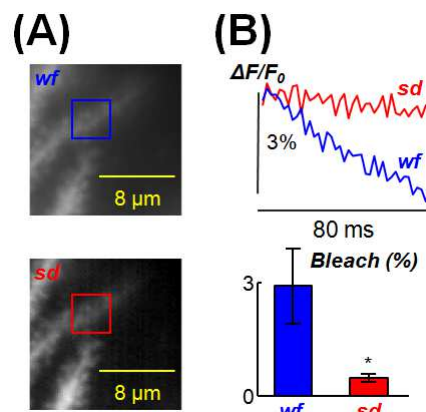 (A)
wf
8 µm
sd
8 µm
(B)
ΔF/F₀
sd
3%
wf
80 ms
Bleach (%)
3
*
0
wf
sd